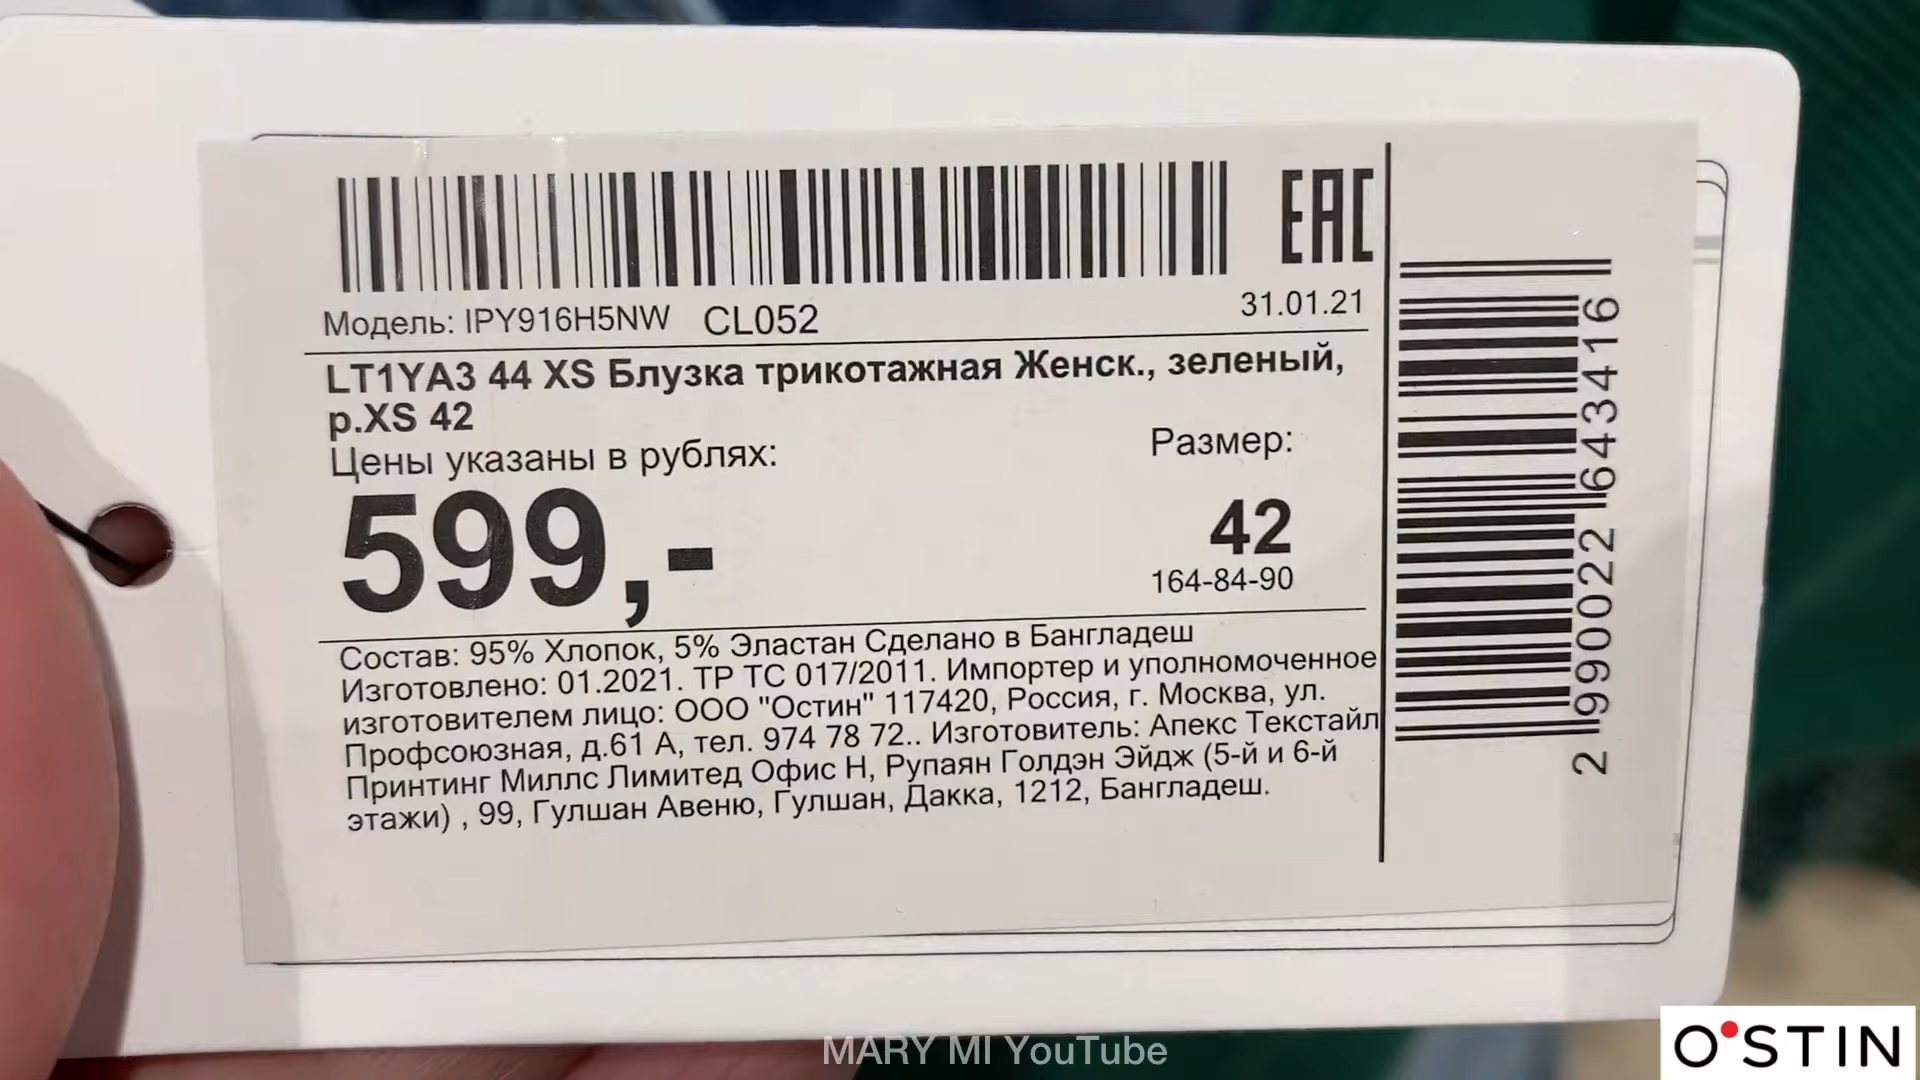 EAC
Модель: IPY916H5NW CL052 31.01.21
LT1YA3 44 XS Блузка трикотажная Женск., зеленый,
р.XS 42
Цены указаны в рублях:
Размер:
599,-
42
164-84-90
Состав: 95% Хлопок, 5% Эластан Сделано в Бангладеш
Изготовлено: 01.2021. ТР ТС 017/2011. Импортер и уполномоченное
изготовителем лицо: ООО "Остин" 117420, Россия, г. Москва, ул.
Профсоюзная, д.61 А, тел. 974 78 72.. Изготовитель: Апекс Текстайл
Принтинг Миллс Лимитед Офис Н, Рупаян Голдэн Эйдж (5-й и 6-й
этажи) , 99, Гулшан Авеню, Гулшан, Дакка, 1212, Бангладеш.
2 990022 643416
MARY MI YouTube
O'STIN